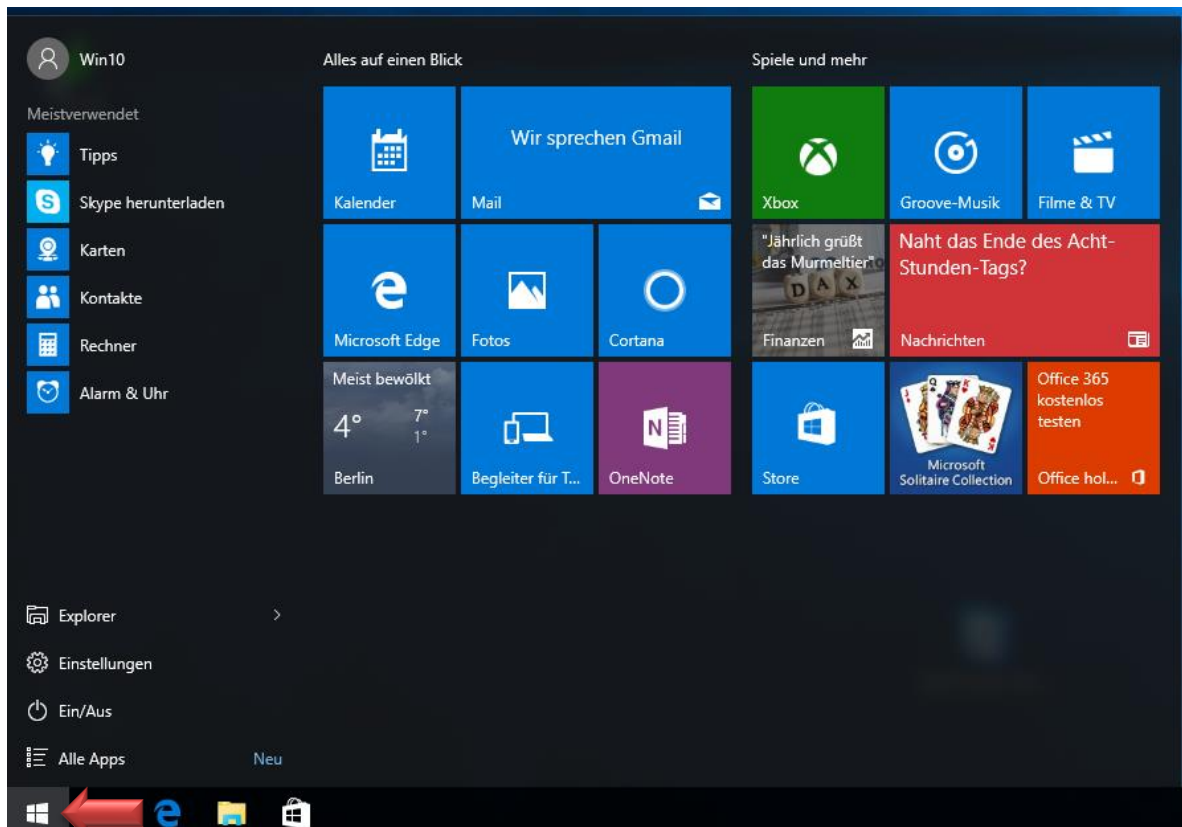 Win10
Meistverwendet
Tipps
Skype herunterladen
Karten
Kontakte
Rechner
Alarm & Uhr
Explorer
Einstellungen
Ein/Aus
Alle Apps
Neu
Alles auf einen Blick
Kalender
Wir sprechen Gmail
Mail
Microsoft Edge
Fotos
Cortana
Meist bewölkt
4°
7°
1°
Berlin
Begleiter für T...
OneNote
Spiele und mehr
Xbox
Groove-Musik
Filme & TV
"Jährlich grüßt
das Murmeltier"
DAX
Finanzen
Naht das Ende des Acht-
Stunden-Tags?
Nachrichten
Store
Microsoft
Solitaire Collection
Office 365
kostenlos
testen
Office hol...